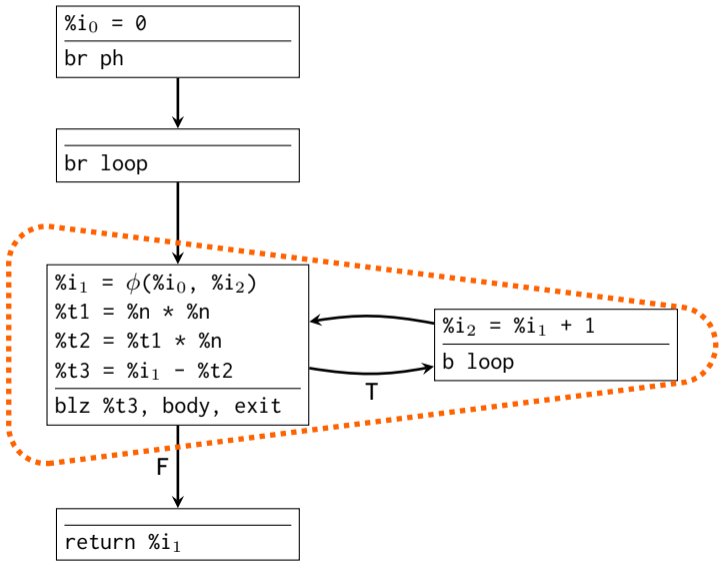 %i₀ = 0
br ph
br loop
%i₁ = ϕ(%i₀, %i₂)
%t1 = %n * %n
%t2 = %t1 * %n
%t3 = %i₁ - %t2
blz %t3, body, exit
%i₂ = %i₁ + 1
b loop
T
F
return %i₁